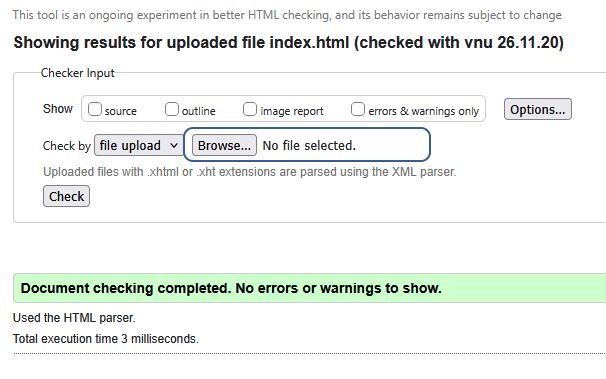 This tool is an ongoing experiment in better HTML checking, and its behavior remains subject to change
Showing results for uploaded file index.html (checked with vnu 26.11.20)
Checker Input
Show source outline image report errors & warnings only Options...
Check by file upload Browse... No file selected.
Uploaded files with .xhtml or .xht extensions are parsed using the XML parser.
Check
Document checking completed. No errors or warnings to show.
Used the HTML parser.
Total execution time 3 milliseconds.